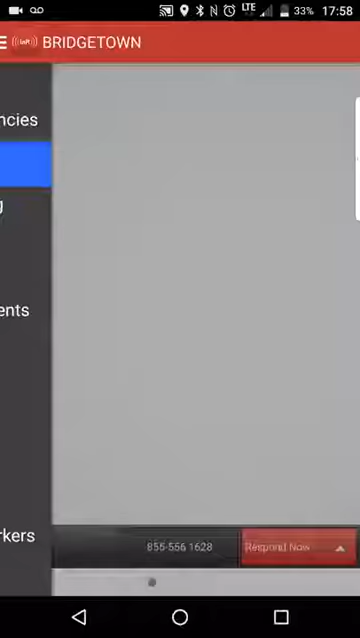 LTE 33% 17:58
BRIDGETOWN
ncies
g
ents
rkers
855-556 1628 Respond Now